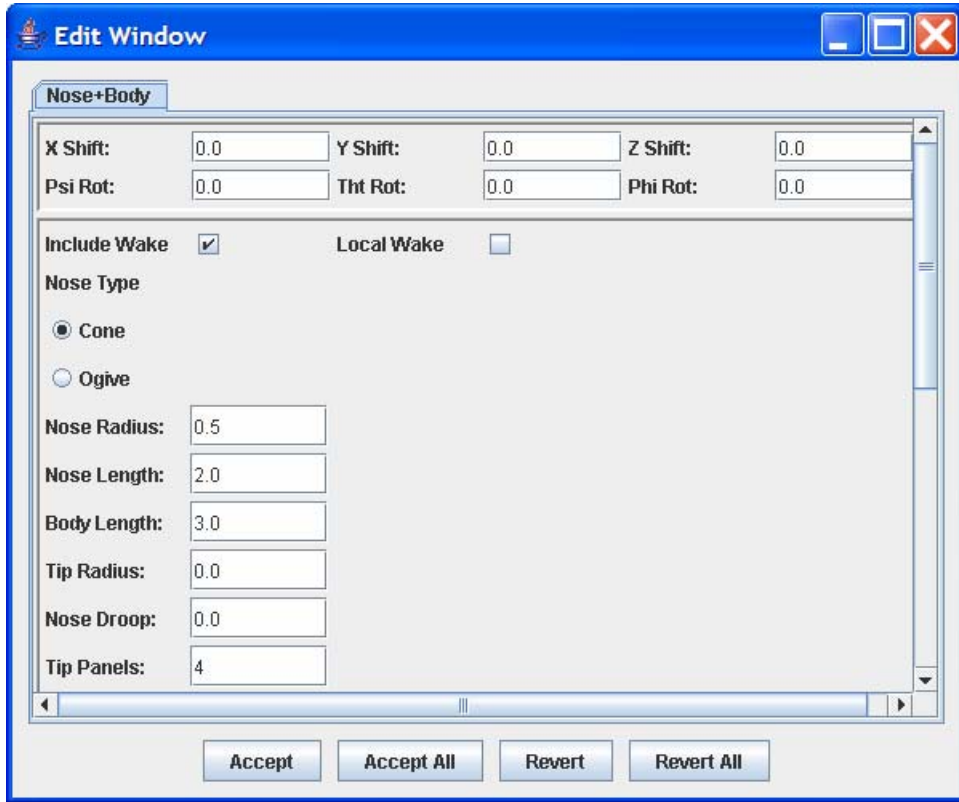 Edit Window
Nose+Body
X Shift: 0.0 Y Shift: 0.0 Z Shift: 0.0
Psi Rot: 0.0 Tht Rot: 0.0 Phi Rot: 0.0
Include Wake Local Wake
Nose Type
Cone
Ogive
Nose Radius: 0.5
Nose Length: 2.0
Body Length: 3.0
Tip Radius: 0.0
Nose Droop: 0.0
Tip Panels: 4
Accept Accept All Revert Revert All